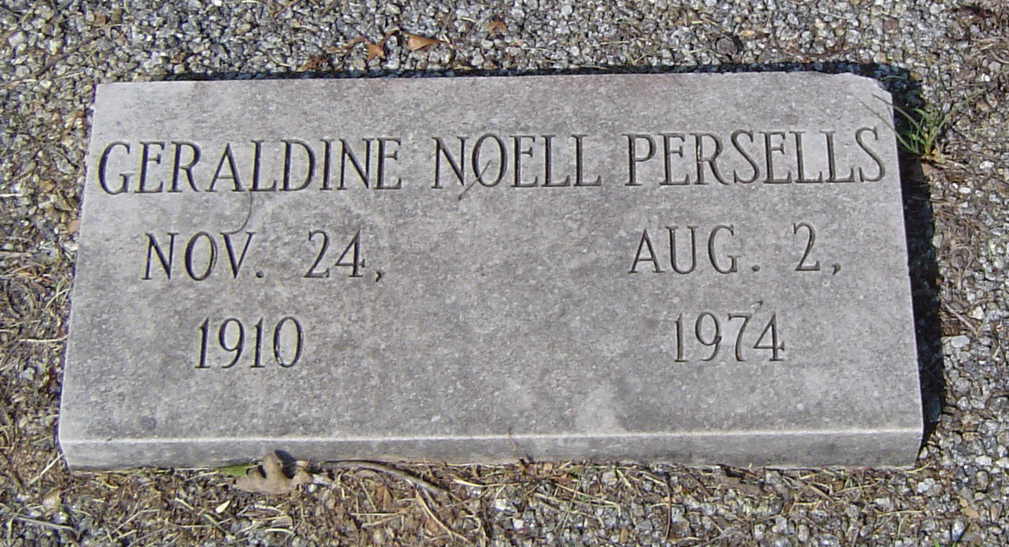 GERALDINE NOELL PERSELLS
NOV. 24, AUG. 2,
1910 1974